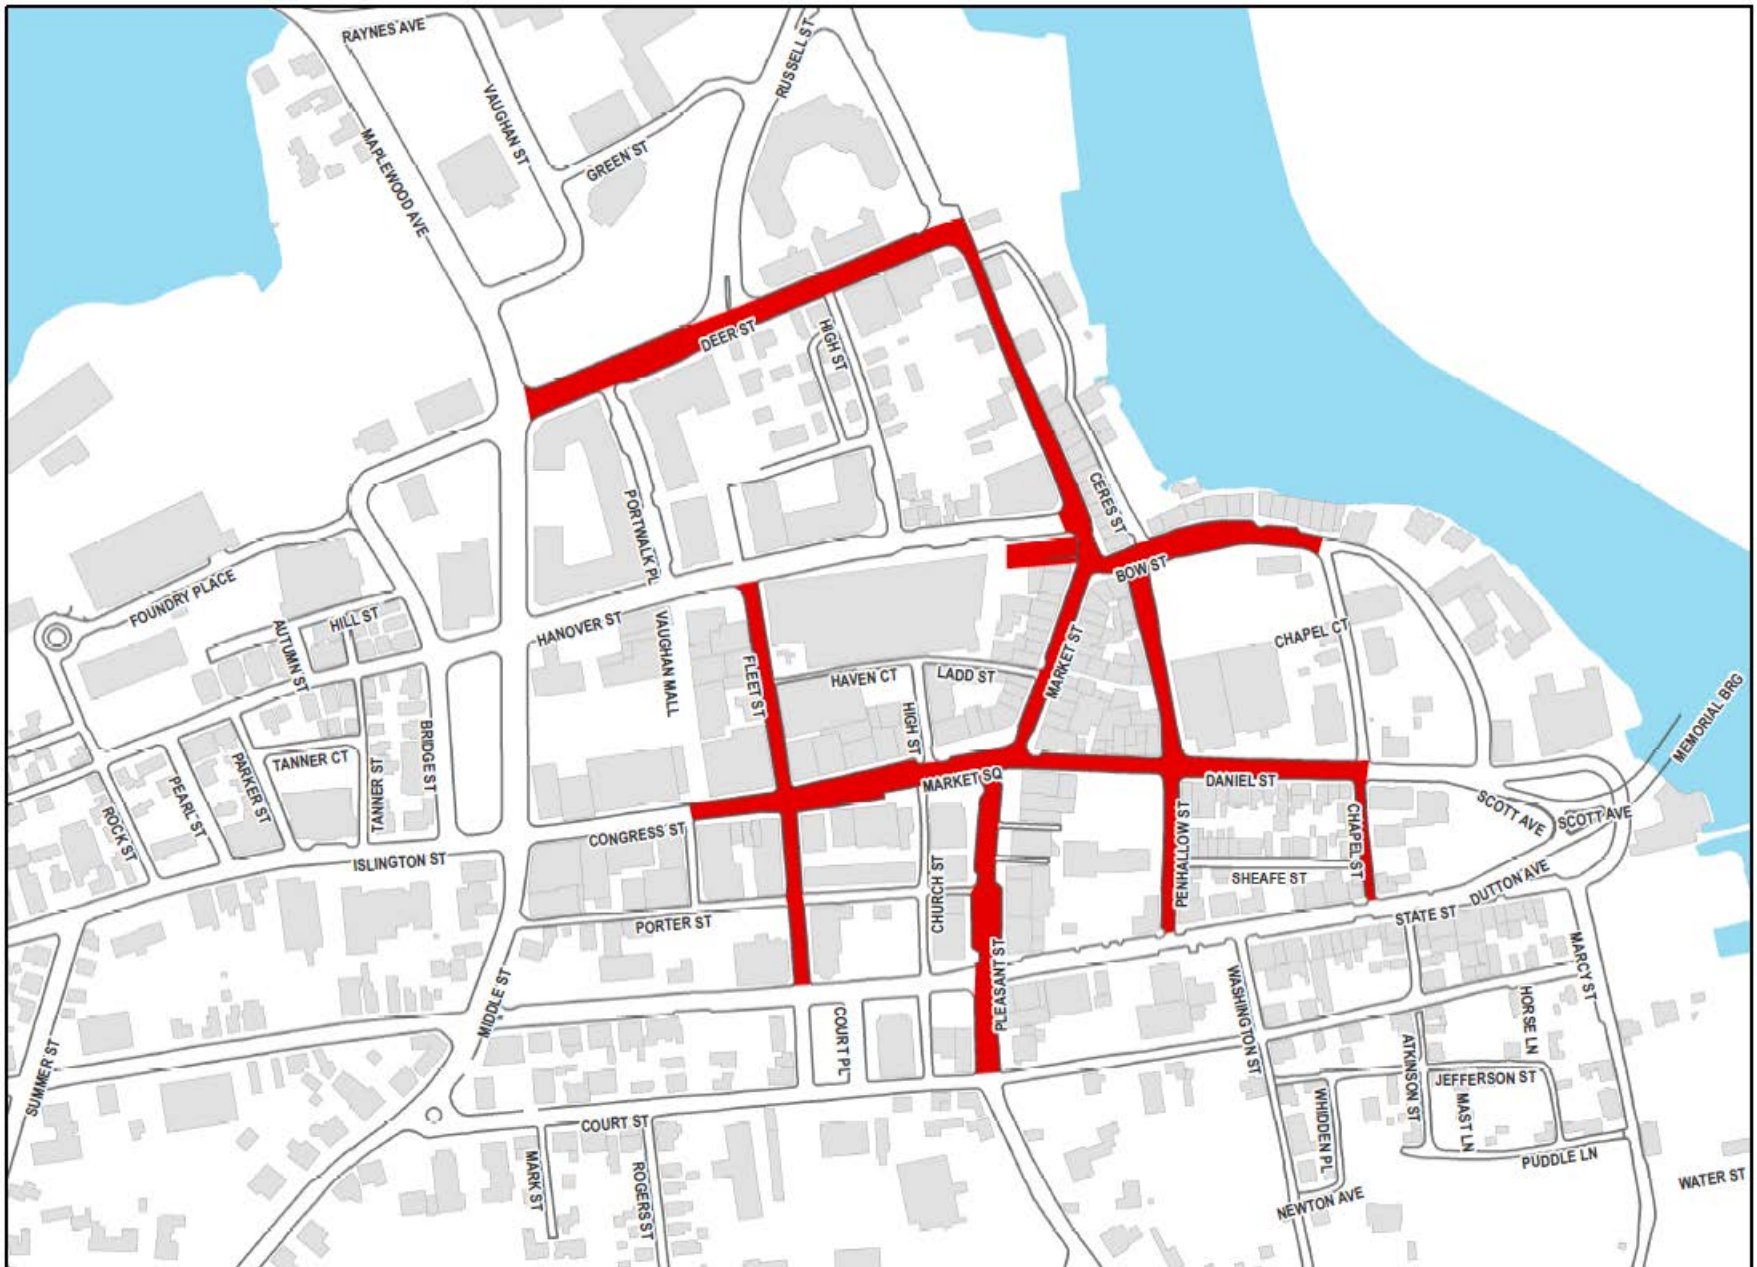 RAYNES AVE
RUSSELL ST
VAUGHAN ST
MAPLEWOOD AVE
GREEN ST
DEER ST
HIGH ST
CERES ST
PORTWALK PL
BOW ST
FOUNDRY PLACE
HILL ST
AUTUMN ST
HANOVER ST
VAUGHAN MALL
CHAPEL CT
MARKET ST
FLEET ST
HAVEN CT
LADD ST
HIGH ST
MEMORIAL BRG
BRIDGE ST
TANNER CT
PARKER ST
PEARL ST
TANNER ST
ROCK ST
MARKET SQ
DANIEL ST
SCOTT AVE
SCOTT AVE
CONGRESS ST
PENHALLOW ST
CHAPEL ST
ISLINGTON ST
SHEAFE ST
DUTTON AVE
CHURCH ST
PORTER ST
STATE ST
PLEASANT ST
MARCY ST
MIDDLE ST
WASHINGTON ST
HORSE LN
COURT PL
SUMMER ST
ATKINSON ST
JEFFERSON ST
WHIDDEN PL
MAST LN
COURT ST
PUDDLE LN
MARK ST
ROGERS ST
WATER ST
NEWTON AVE